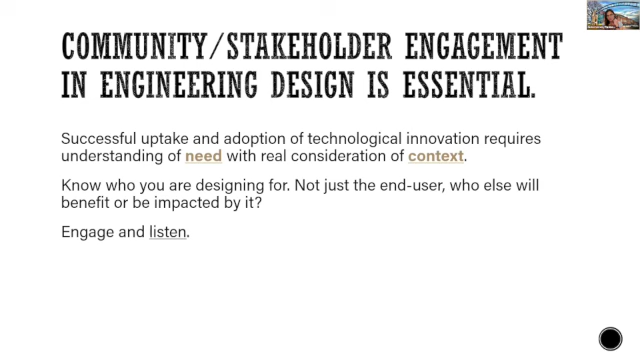 COMMUNITY/STAKEHOLDER ENGAGEMENT
IN ENGINEERING DESIGN IS ESSENTIAL.
Successful uptake and adoption of technological innovation requires
understanding of need with real consideration of context.
Know who you are designing for. Not just the end-user, who else will
benefit or be impacted by it?
Engage and listen.